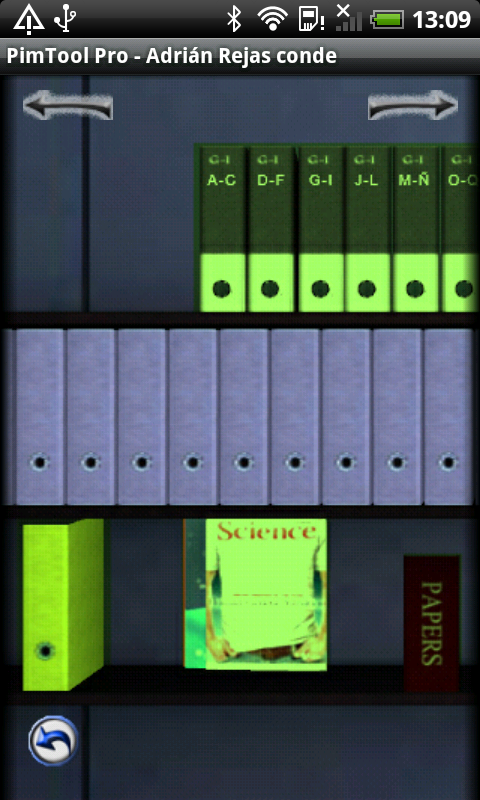 13:09
PimTool Pro - Adrián Rejas conde
G-I G-I G-I G-I G-I G-I
A-C D-F G-I J-L M-Ñ O-Q
Science
PAPERS